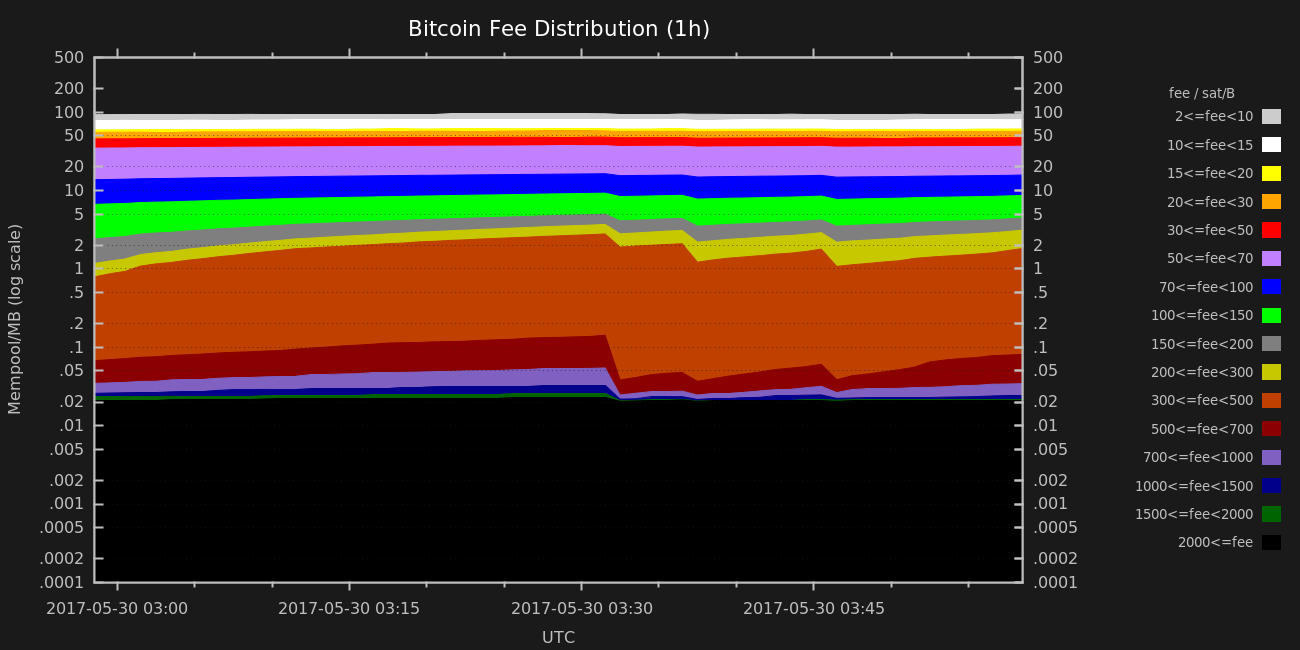 Bitcoin Fee Distribution (1h)
Mempool/MB (log scale)
500
200
100
50
20
10
5
2
1
.5
.2
.1
.05
.02
.01
.005
.002
.001
.0005
.0002
.0001
500
200
100
50
20
10
5
2
1
.5
.2
.1
.05
.02
.01
.005
.002
.001
.0005
.0002
.0001
2017-05-30 03:00
2017-05-30 03:15
2017-05-30 03:30
2017-05-30 03:45
UTC
fee / sat/B
2<=fee<10
10<=fee<15
15<=fee<20
20<=fee<30
30<=fee<50
50<=fee<70
70<=fee<100
100<=fee<150
150<=fee<200
200<=fee<300
300<=fee<500
500<=fee<700
700<=fee<1000
1000<=fee<1500
1500<=fee<2000
2000<=fee